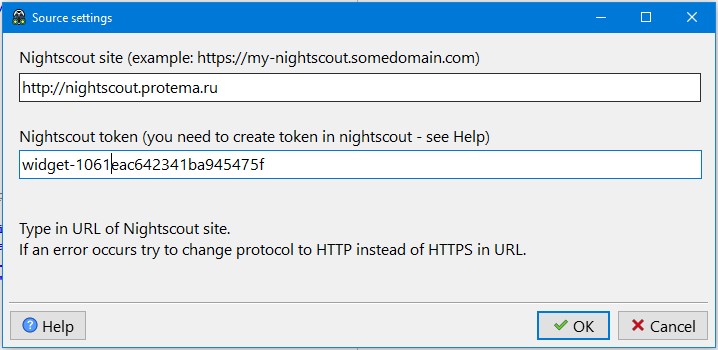 Source settings
Nightscout site (example: https://my-nightscout.somedomain.com)
http://nightscout.protema.ru
Nightscout token (you need to create token in nightscout - see Help)
widget-1061eac642341ba945475f
Type in URL of Nightscout site.
If an error occurs try to change protocol to HTTP instead of HTTPS in URL.
Help
OK
Cancel